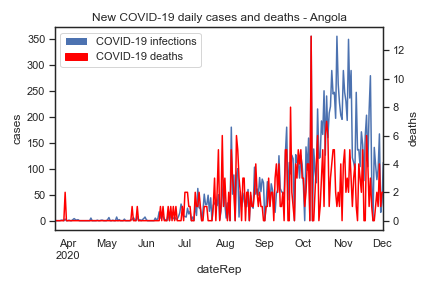 New COVID-19 daily cases and deaths - Angola
COVID-19 infections
COVID-19 deaths
350
300
250
200
150
100
50
0
cases
12
10
8
6
4
2
0
deaths
Apr May Jun Jul Aug Sep Oct Nov Dec
2020
dateRep